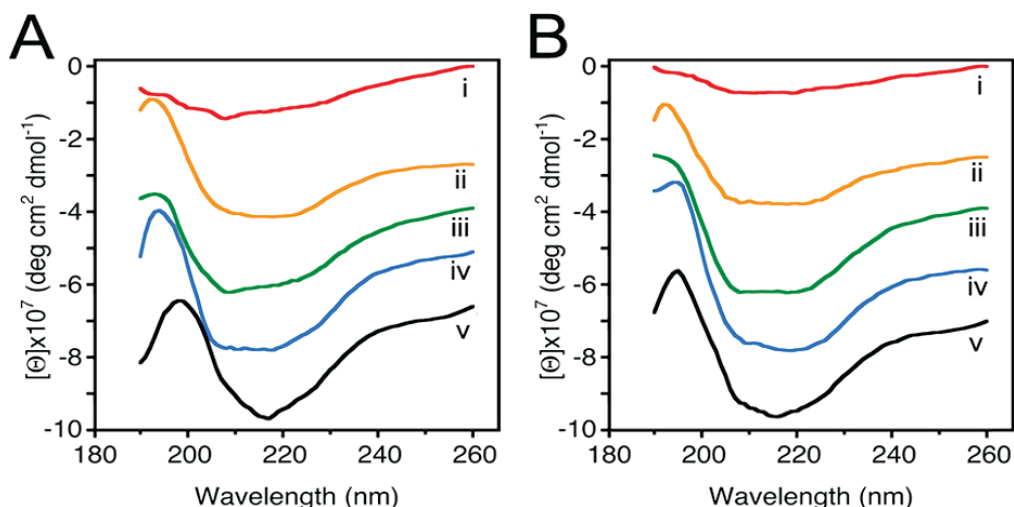 A
[Θ]x10⁷ (deg cm² dmol⁻¹)
0
-2
-4
-6
-8
-10
i
ii
iii
iv
v
180 200 220 240 260
Wavelength (nm)
B
[Θ]x10⁷ (deg cm² dmol⁻¹)
0
-2
-4
-6
-8
-10
i
ii
iii
iv
v
180 200 220 240 260
Wavelength (nm)